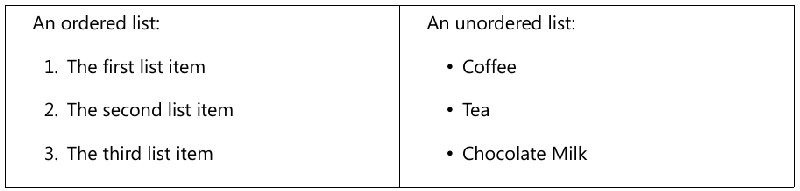 An ordered list:
1. The first list item
2. The second list item
3. The third list item
An unordered list:
• Coffee
• Tea
• Chocolate Milk